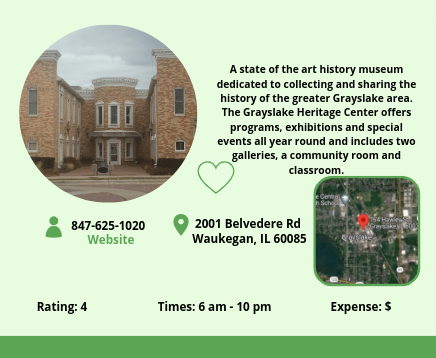 A state of the art history museum
dedicated to collecting and sharing the
history of the greater Grayslake area.
The Grayslake Heritage Center offers
programs, exhibitions and special
events all year round and includes two
galleries, a community room and
classroom.
847-625-1020
Website
2001 Belvedere Rd
Waukegan, IL 60085
Rating: 4
Times: 6 am - 10 pm
Expense: $